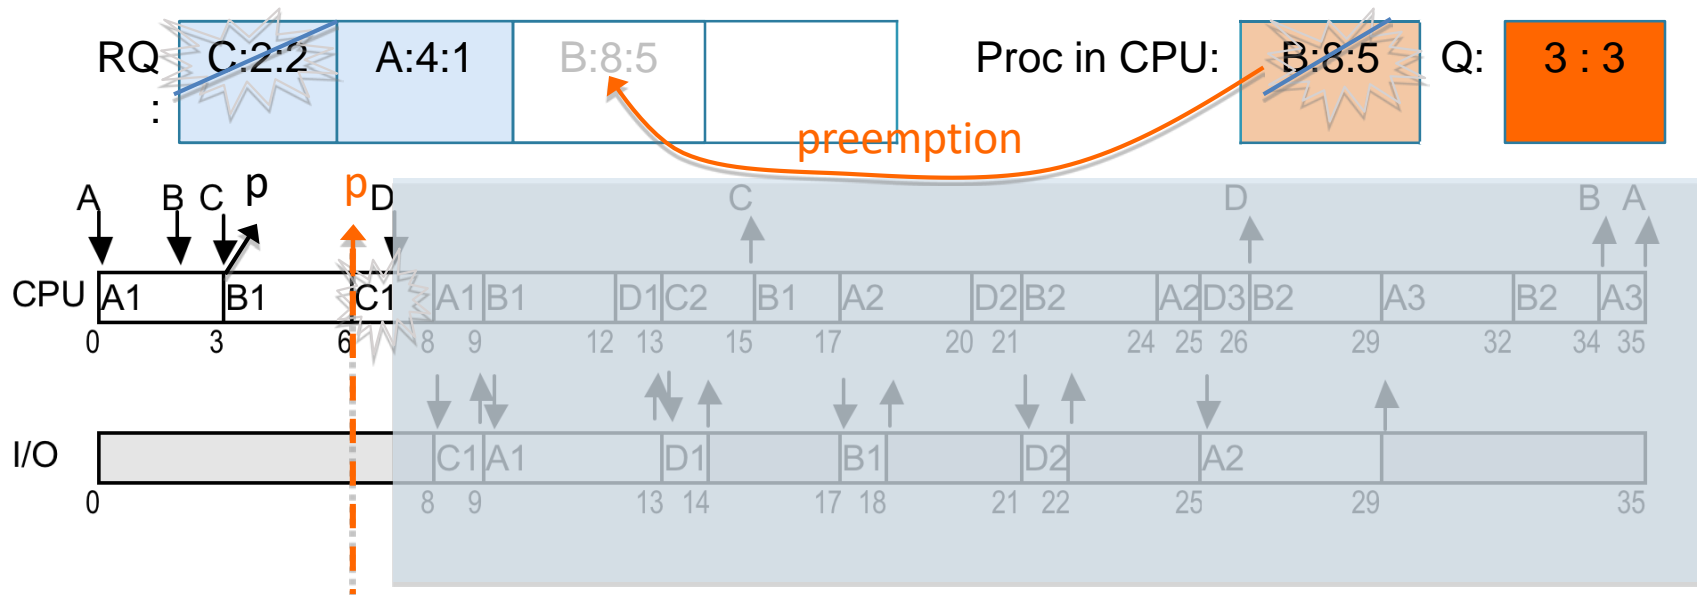 RQ C:2:2 A:4:1 B:8:5 Proc in CPU: B:8:5 Q: 3 : 3
:
preemption
A B C p p D C D B A
CPU A1 B1 C1 A1 B1 D1 C2 B1 A2 D2 B2 A2 D3 B2 A3 B2 A3
0 3 6 8 9 12 13 15 17 20 21 24 25 26 29 32 34 35
I/O C1 A1 D1 B1 D2 A2
0 8 9 13 14 17 18 21 22 25 29 35